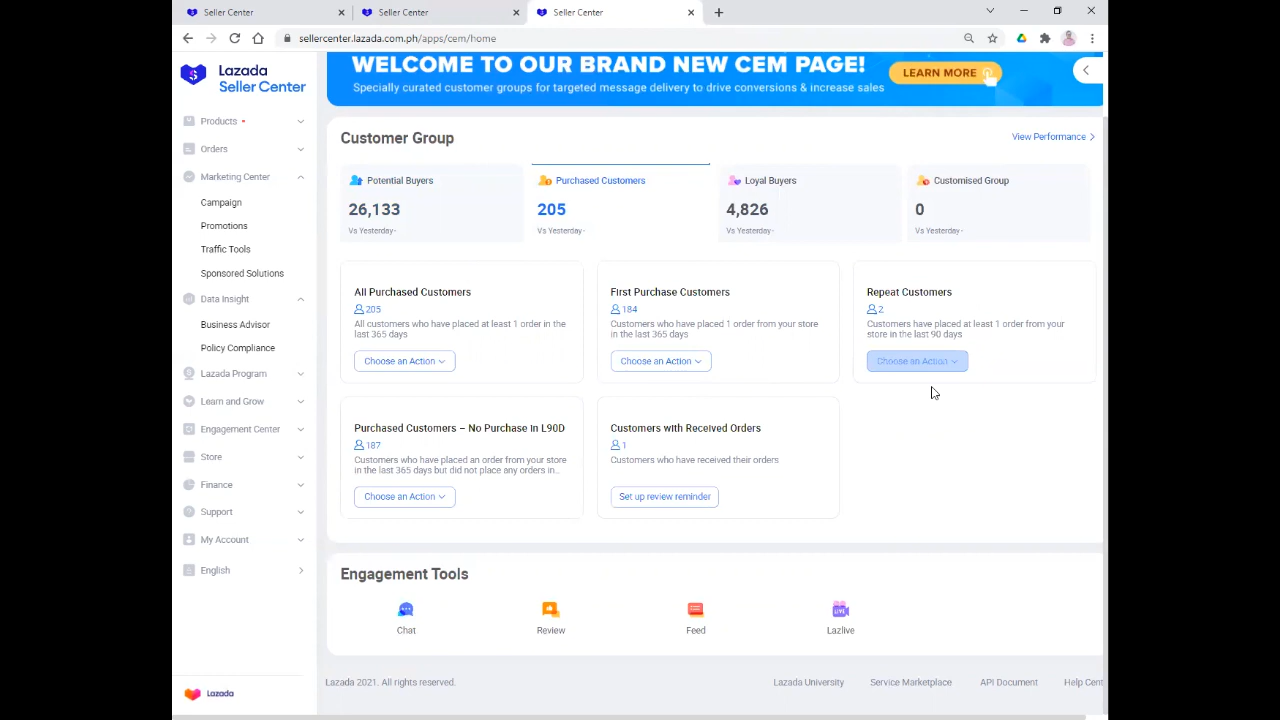 Seller Center
Seller Center
Seller Center
sellercenter.lazada.com.ph/apps/cem/home
Lazada
Seller Center
Products
Orders
Marketing Center
Campaign
Promotions
Traffic Tools
Sponsored Solutions
Data Insight
Business Advisor
Policy Compliance
Lazada Program
Learn and Grow
Engagement Center
Store
Finance
Support
My Account
English
Lazada
WELCOME TO OUR BRAND NEW CEM PAGE!
Specially curated customer groups for targeted message delivery to drive conversions & increase sales
LEARN MORE
Customer Group
View Performance
Potential Buyers
26,133
Vs Yesterday-
Purchased Customers
205
Vs Yesterday-
Loyal Buyers
4,826
Vs Yesterday-
Customised Group
0
Vs Yesterday-
All Purchased Customers
205
All customers who have placed at least 1 order in the
last 365 days
Choose an Action
First Purchase Customers
184
Customers who have placed 1 order from your store
in the last 365 days
Choose an Action
Repeat Customers
2
Customers have placed at least 1 order from your
store in the last 90 days
Choose an Action
Purchased Customers – No Purchase in L90D
187
Customers who have placed an order from your store
in the last 365 days but did not place any orders in...
Choose an Action
Customers with Received Orders
1
Customers who have received their orders
Set up review reminder
Engagement Tools
Chat
Review
Feed
LIVE
Lazlive
Lazada 2021. All rights reserved.
Lazada University
Service Marketplace
API Document
Help Cent